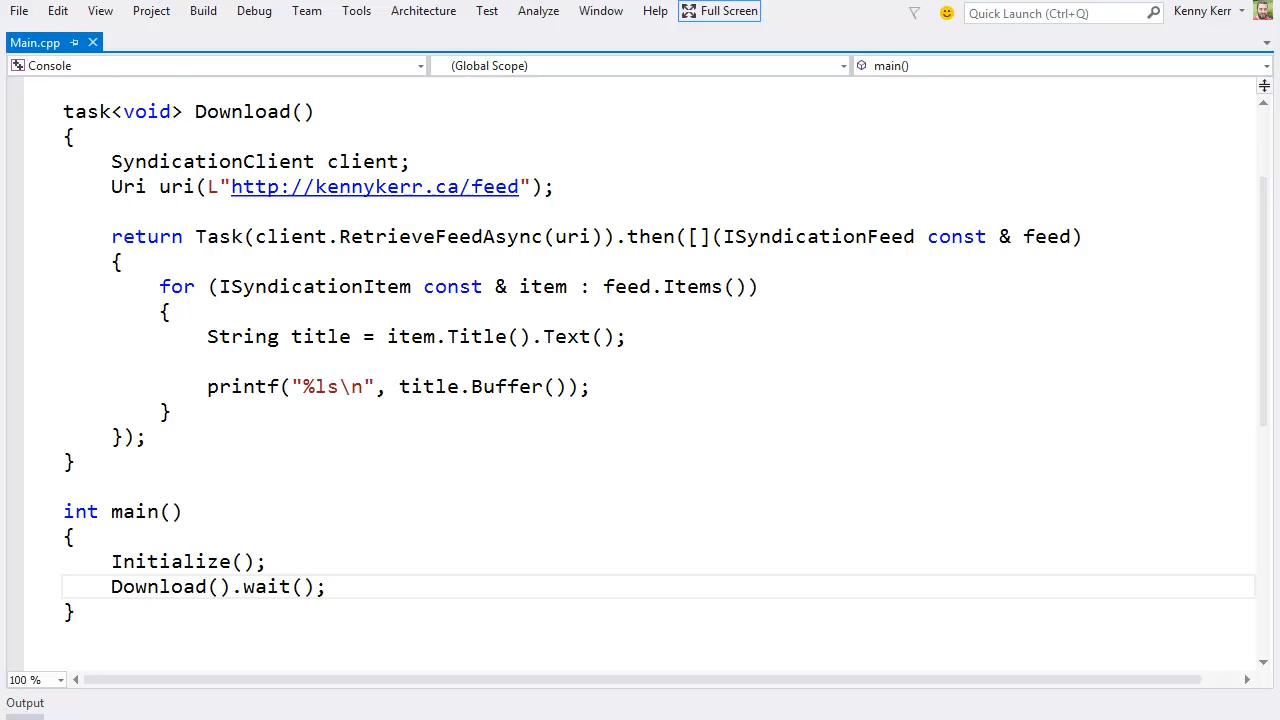 File Edit View Project Build Debug Team Tools Architecture Test Analyze Window Help Full Screen Quick Launch (Ctrl+Q) Kenny Kerr
Main.cpp
Console (Global Scope) main()
task<void> Download()
{
    SyndicationClient client;
    Uri uri(L"http://kennykerr.ca/feed");

    return Task(client.RetrieveFeedAsync(uri)).then([](ISyndicationFeed const & feed)
    {
        for (ISyndicationItem const & item : feed.Items())
        {
            String title = item.Title().Text();

            printf("%ls\n", title.Buffer());
        }
    });
}

int main()
{
    Initialize();
    Download().wait();
}
100 %
Output